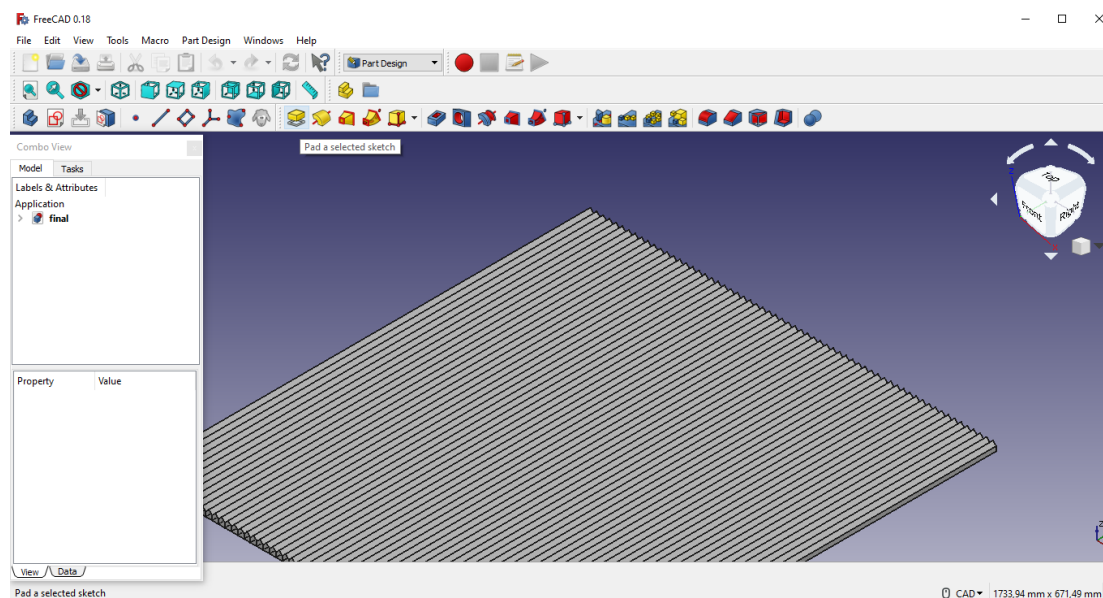 FreeCAD 0.18
File Edit View Tools Macro Part Design Windows Help
Part Design
Pad a selected sketch
Combo View
Model Tasks
Labels & Attributes
Application
final
Property Value
View Data
Top
Front Right
Z
Pad a selected sketch
CAD 1733,94 mm x 671,49 mm